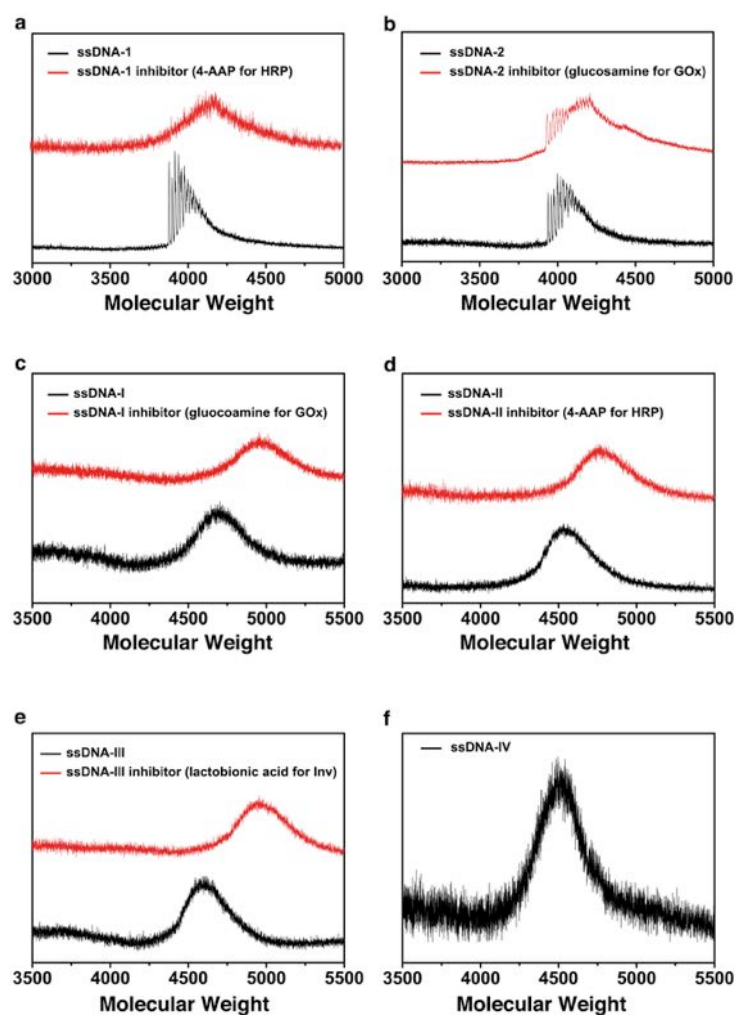 a
ssDNA-1
ssDNA-1 inhibitor (4-AAP for HRP)
3000 3500 4000 4500 5000
Molecular Weight
b
ssDNA-2
ssDNA-2 inhibitor (glucosamine for GOx)
3000 3500 4000 4500 5000
Molecular Weight
c
ssDNA-I
ssDNA-I inhibitor (gluocoamine for GOx)
3500 4000 4500 5000 5500
Molecular Weight
d
ssDNA-II
ssDNA-II inhibitor (4-AAP for HRP)
3500 4000 4500 5000 5500
Molecular Weight
e
ssDNA-III
ssDNA-III inhibitor (lactobionic acid for Inv)
3500 4000 4500 5000 5500
Molecular Weight
f
ssDNA-IV
3500 4000 4500 5000 5500
Molecular Weight